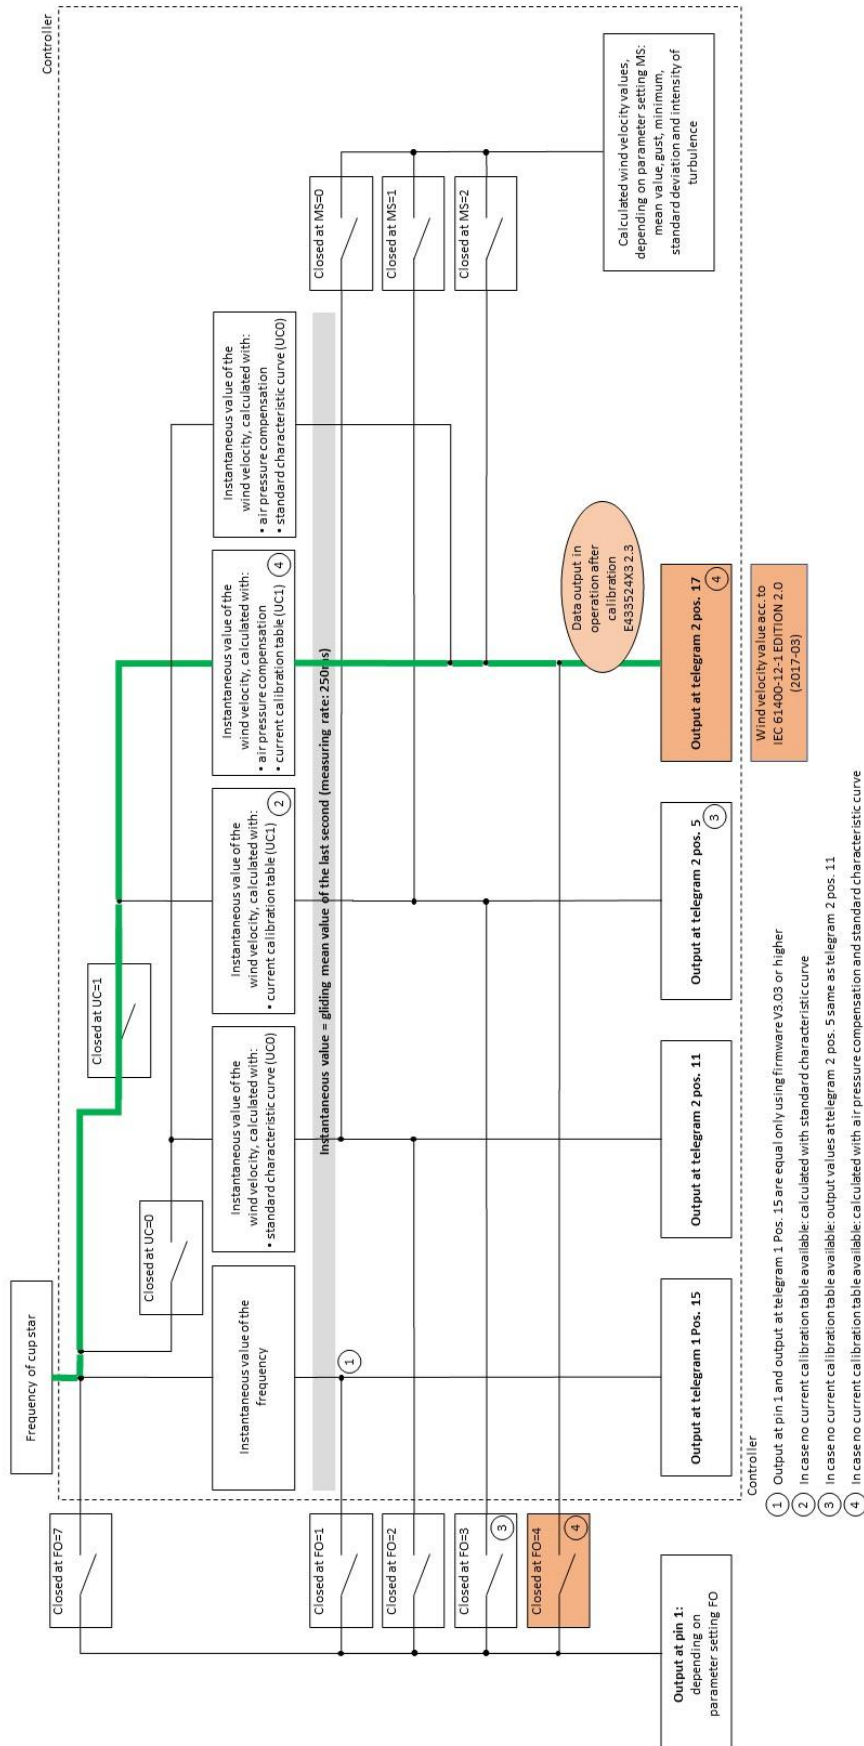 Frequency of cup star
Controller
Closed at FO=7
Closed at UC=1
Closed at UC=0
Instantaneous value of the
frequency
Instantaneous value of the
wind velocity, calculated with:
• standard characteristic curve (UC0)
Instantaneous value of the
wind velocity, calculated with:
• current calibration table (UC1)
2
Instantaneous value of the
wind velocity, calculated with:
• air pressure compensation
• current calibration table (UC1)
4
Instantaneous value of the
wind velocity, calculated with:
• air pressure compensation
• standard characteristic curve (UC0)
Instantaneous value = gliding mean value of the last second (measuring rate: 250ms)
Closed at FO=1
1
Closed at MS=0
Closed at FO=2
Closed at MS=1
Closed at FO=3
3
Closed at MS=2
Closed at FO=4
4
Data output in
operation after
calibration
E433524X3 2.3
Calculated wind velocity values,
depending on parameter setting MS:
mean value, gust, minimum,
standard deviation and intensity of
turbulence
Output at pin 1:
depending on
parameter setting FO
Output at telegram 1 Pos. 15
Output at telegram 2 pos. 11
Output at telegram 2 pos. 5
3
Output at telegram 2 pos. 17
4
Controller
Wind velocity value acc. to
IEC 61400-12-1 EDITION 2.0
(2017-03)
1 Output at pin 1 and output at telegram 1 Pos. 15 are equal only using firmware V3.03 or higher
2 In case no current calibration table available: calculated with standard characteristic curve
3 In case no current calibration table available: output values at telegram 2 pos. 5 same as telegram 2 pos. 11
4 In case no current calibration table available: calculated with air pressure compensation and standard characteristic curve